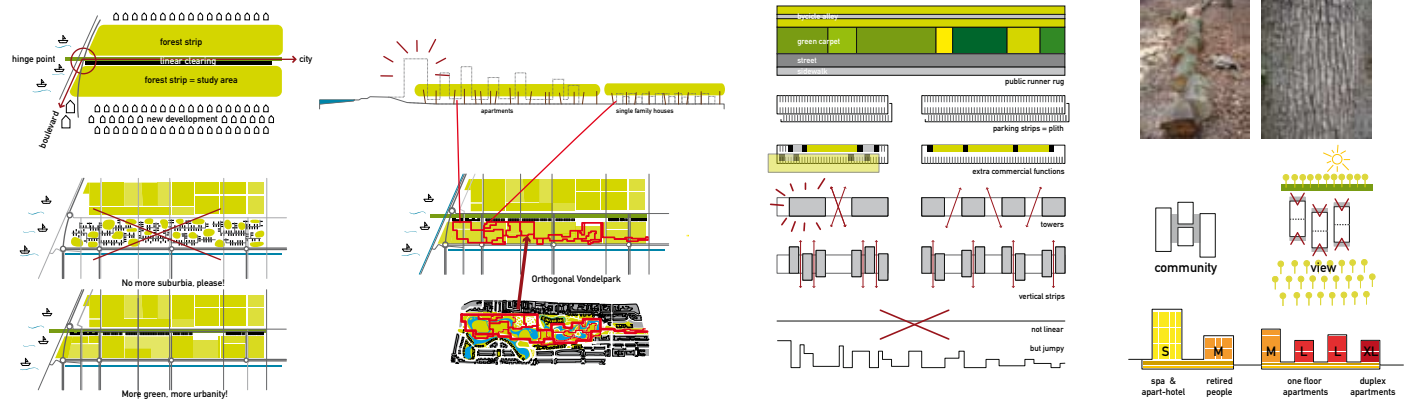 forest strip
hinge point
linear clearing
city
forest strip = study area
boulevard
new devellopment
No more suburbia, please!
More green, more urbanity!
apartments
single family houses
Orthogonal Vondelpark
bicycle alley
green carpet
street
sidewalk
public runner rug
parking strips = plith
extra commercial functions
towers
vertical strips
not linear
but jumpy
community
view
S
M
M
L
L
XL
spa &
apart-hotel
retired
people
one floor
apartments
duplex
apartments